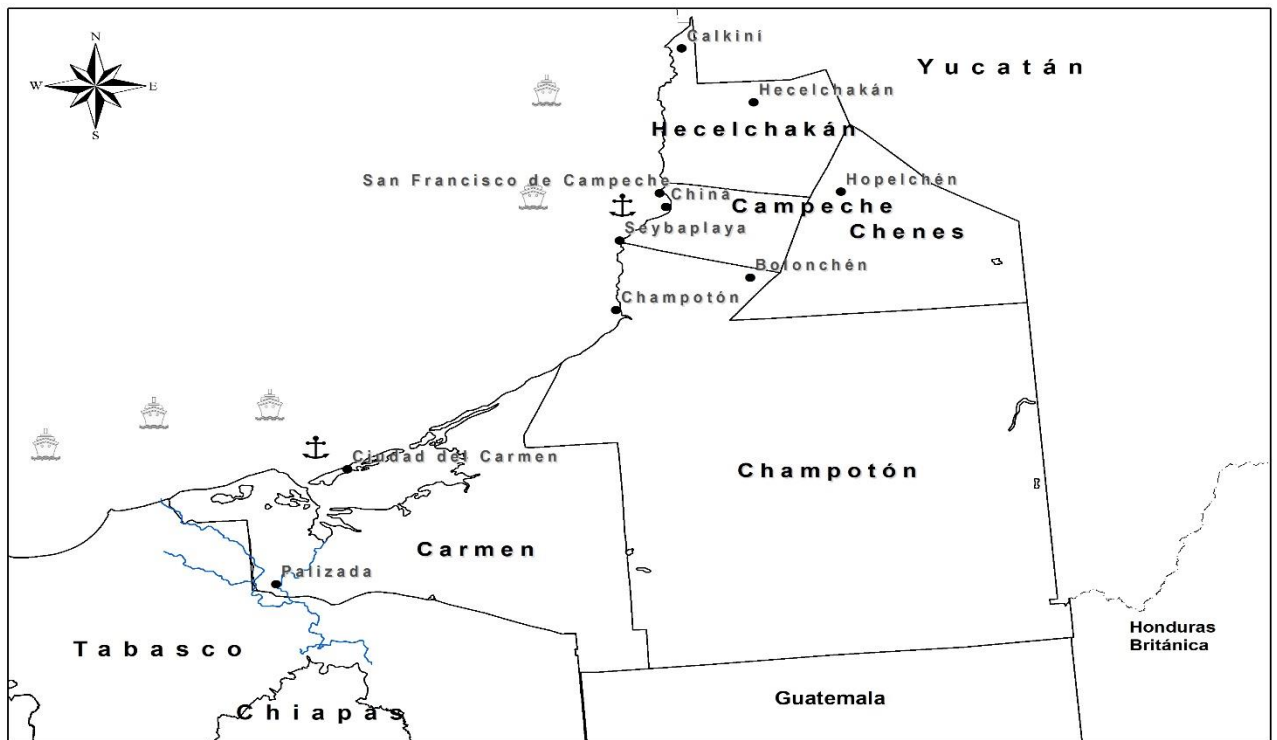 N
W
E
S
Calkiní
Yucatán
Hecelchakán
Hecelchakán
San Francisco de Campeche
Hopelchén
Chiná
Campeche
Seybaplaya
Chenes
Bolonchén
Champotón
Ciudad del Carmen
Champotón
Carmen
Palizada
Honduras
Británica
Tabasco
Guatemala
Chiapas